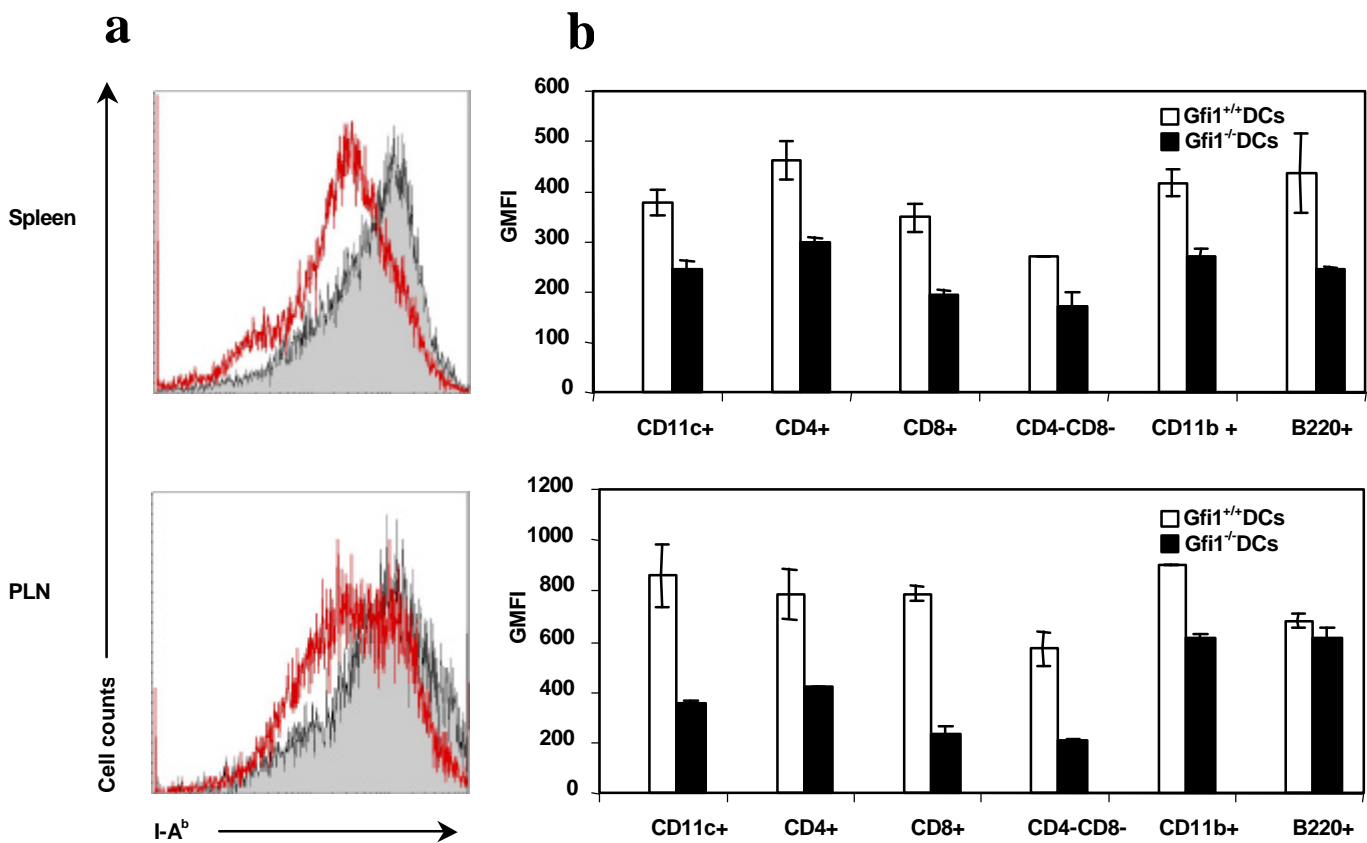 a
b
Spleen
PLN
Cell counts
I-A^b
600
500
400
300
200
100
0
GMFI
Gfi1^+/+DCs
Gfi1^-/-DCs
CD11c+ CD4+ CD8+ CD4-CD8- CD11b + B220+
1200
1000
800
600
400
200
0
GMFI
Gfi1^+/+DCs
Gfi1^-/-DCs
CD11c+ CD4+ CD8+ CD4-CD8- CD11b+ B220+